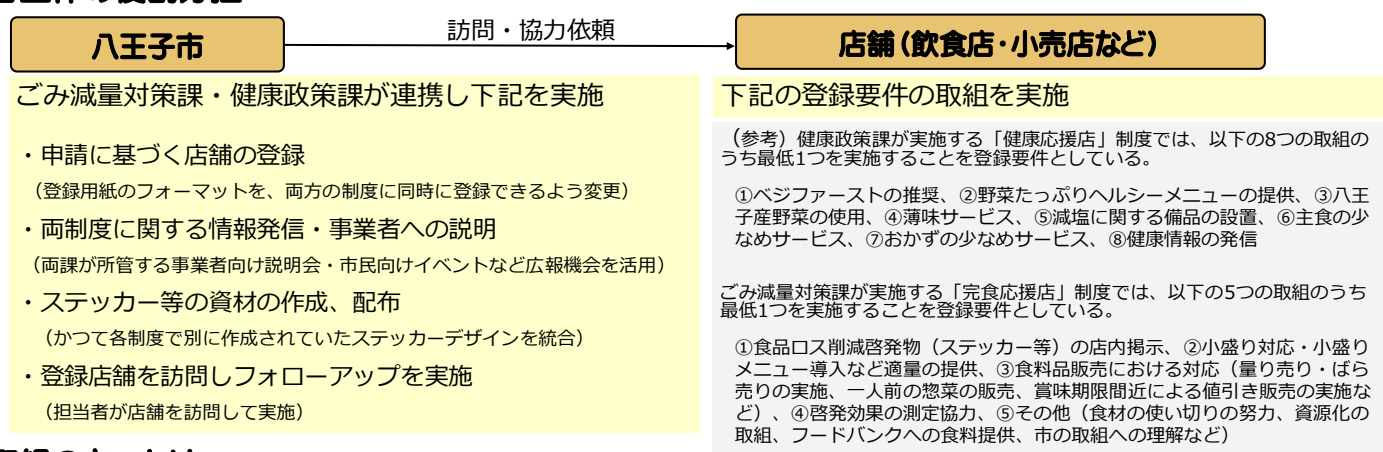 八王子市
訪問・協力依頼
店舗（飲食店・小売店など）
ごみ減量対策課・健康政策課が連携し下記を実施
・申請に基づく店舗の登録
（登録用紙のフォーマットを、両方の制度に同時に登録できるよう変更）
・両制度に関する情報発信・事業者への説明
（両課が所管する事業者向け説明会・市民向けイベントなど広報機会を活用）
・ステッカー等の資材の作成、配布
（かつて各制度で別に作成されていたステッカーデザインを統合）
・登録店舗を訪問しフォローアップを実施
（担当者が店舗を訪問して実施）
下記の登録要件の取組を実施
（参考）健康政策課が実施する「健康応援店」制度では、以下の8つの取組の
うち最低1つを実施することを登録要件としている。
①ベジファーストの推奨、②野菜たっぷりヘルシーメニューの提供、③八王
子産野菜の使用、④薄味サービス、⑤減塩に関する備品の設置、⑥主食の少
なめサービス、⑦おかずの少なめサービス、⑧健康情報の発信
ごみ減量対策課が実施する「完食応援店」制度では、以下の5つの取組のうち
最低1つを実施することを登録要件としている。
①食品ロス削減啓発物（ステッカー等）の店内掲示、②小盛り対応・小盛り
メニュー導入など適量の提供、③食料品販売における対応（量り売り・ばら
売りの実施、一人前の惣菜の販売、賞味期限間近による値引き販売の実施な
ど）、④啓発効果の測定協力、⑤その他（食材の使い切りの努力、資源化の
取組、フードバンクへの食料提供、市の取組への理解など）